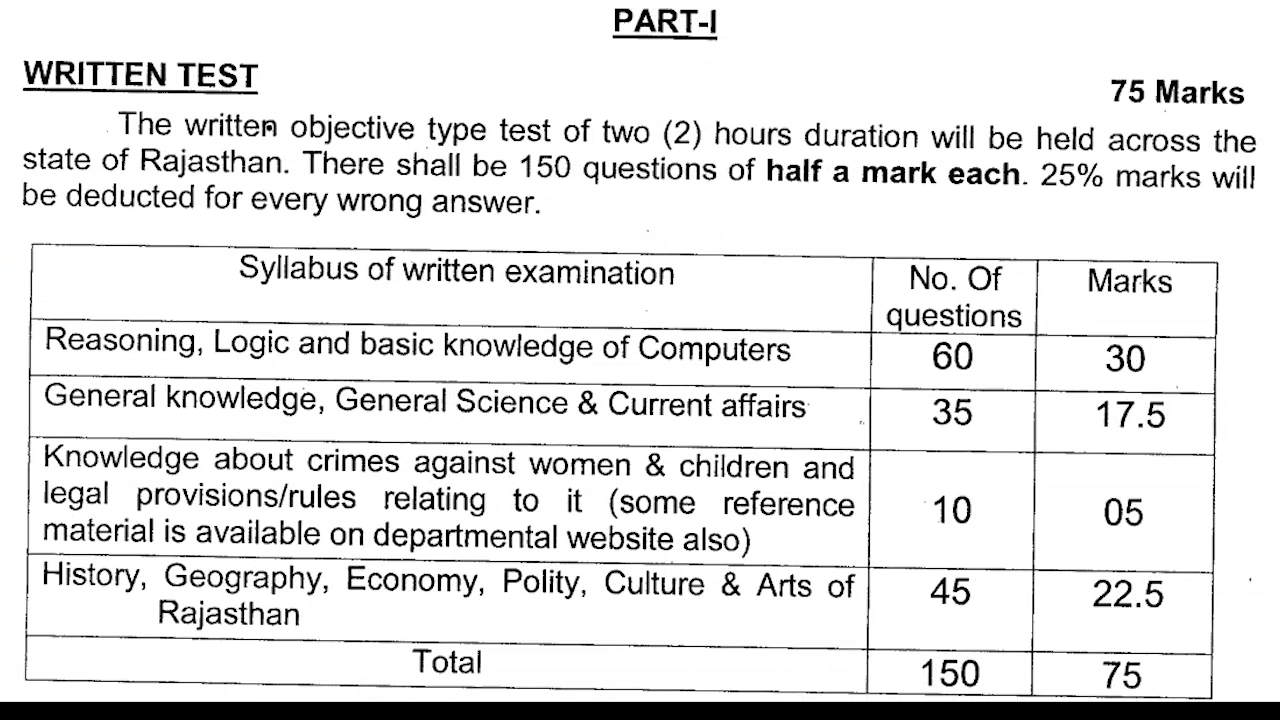 PART-I
WRITTEN TEST
75 Marks
The written objective type test of two (2) hours duration will be held across the
state of Rajasthan. There shall be 150 questions of half a mark each. 25% marks will
be deducted for every wrong answer.
Syllabus of written examination
No. Of
questions
Marks
Reasoning, Logic and basic knowledge of Computers
60
30
General knowledge, General Science & Current affairs
35
17.5
Knowledge about crimes against women & children and
legal provisions/rules relating to it (some reference
material is available on departmental website also)
10
05
History, Geography, Economy, Polity, Culture & Arts of
Rajasthan
45
22.5
Total
150
75